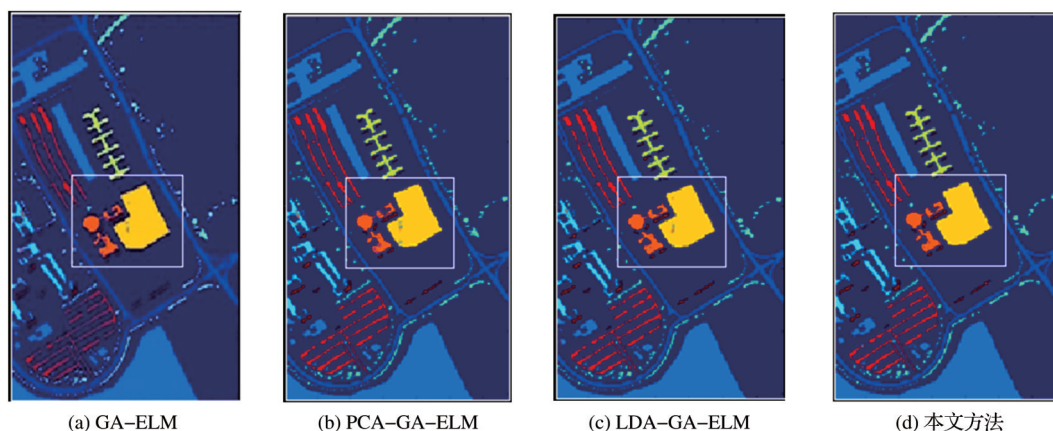 (a) GA-ELM
(b) PCA-GA-ELM
(c) LDA-GA-ELM
(d) 本文方法